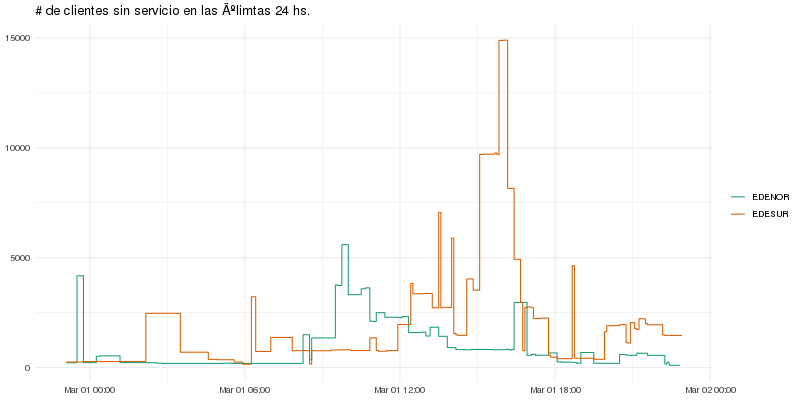 # de clientes sin servicio en las Ãºlimtas 24 hs.
15000
10000
5000
0
Mar 01 00:00
Mar 01 06:00
Mar 01 12:00
Mar 01 18:00
Mar 02 00:00
EDENOR
EDESUR